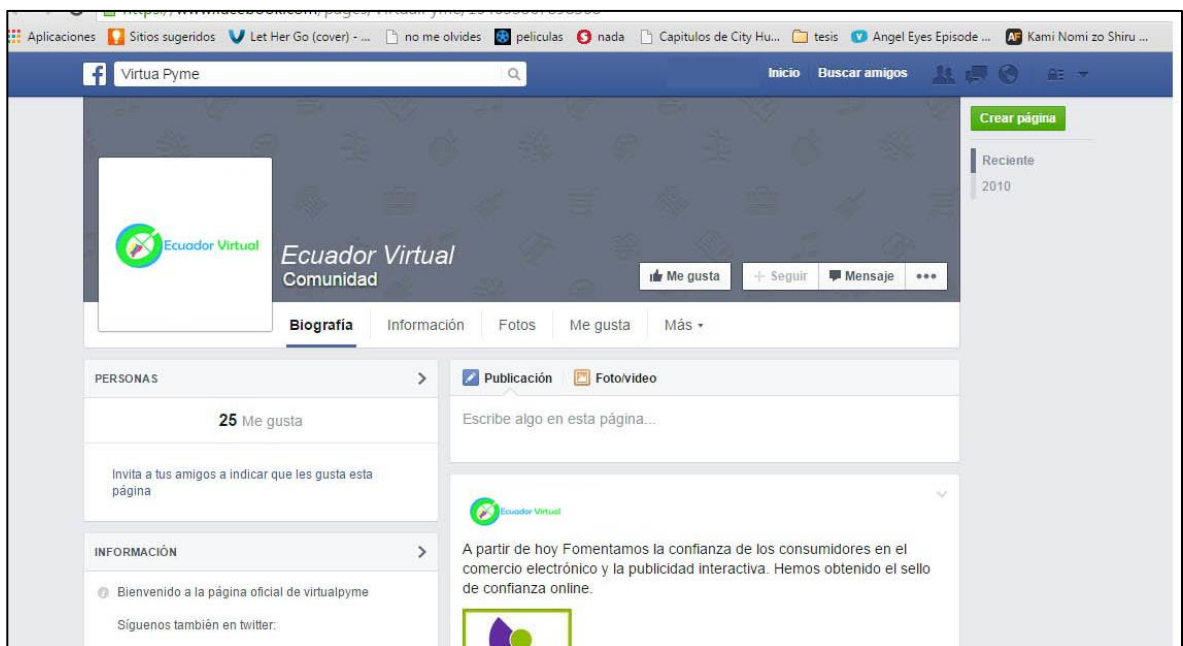 Aplicaciones Sitios sugeridos Let Her Go (cover) - ... no me olvides peliculas nada Capitulos de City Hu... tesis Angel Eyes Episode ... Kami Nomi zo Shiru ...
Virtua Pyme Inicio Buscar amigos
Crear página
Reciente
2010
Ecuador Virtual
Ecuador Virtual
Comunidad
Me gusta + Seguir Mensaje •••
Biografía Información Fotos Me gusta Más
PERSONAS
25 Me gusta
Invita a tus amigos a indicar que les gusta esta
página
INFORMACIÓN
Bienvenido a la página oficial de virtualpyme
Síguenos también en twitter:
Publicación Foto/video
Escribe algo en esta página...
Ecuador Virtual
A partir de hoy Fomentamos la confianza de los consumidores en el
comercio electrónico y la publicidad interactiva. Hemos obtenido el sello
de confianza online.